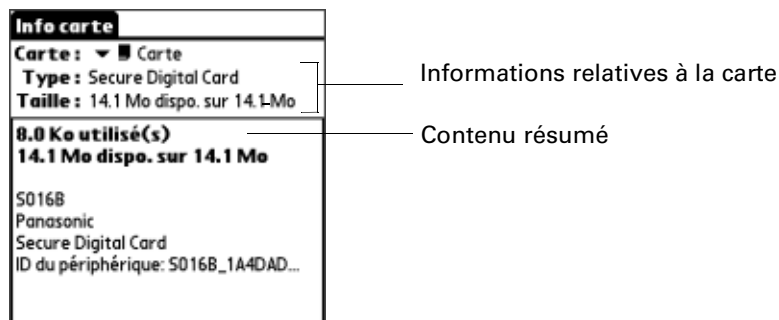 Info carte
Carte : Carte
Type : Secure Digital Card
Taille : 14.1 Mo dispo. sur 14.1 Mo
Informations relatives à la carte
8.0 Ko utilisé(s)
Contenu résumé
14.1 Mo dispo. sur 14.1 Mo
S016B
Panasonic
Secure Digital Card
ID du périphérique: S016B_1A4DAD...